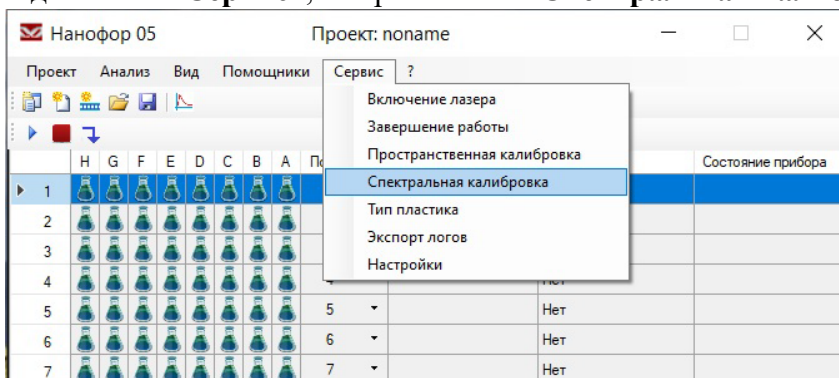 Нанофор 05 Проект: noname
Проект Анализ Вид Помощники Сервис ?
Включение лазера
Завершение работы
Пространственная калибровка
Спектральная калибровка
Тип пластика
Экспорт логов
Настройки
H G F E D C B A Состояние прибора
1
2
3
4
5 5 Нет
6 6 Нет
7 7 Нет